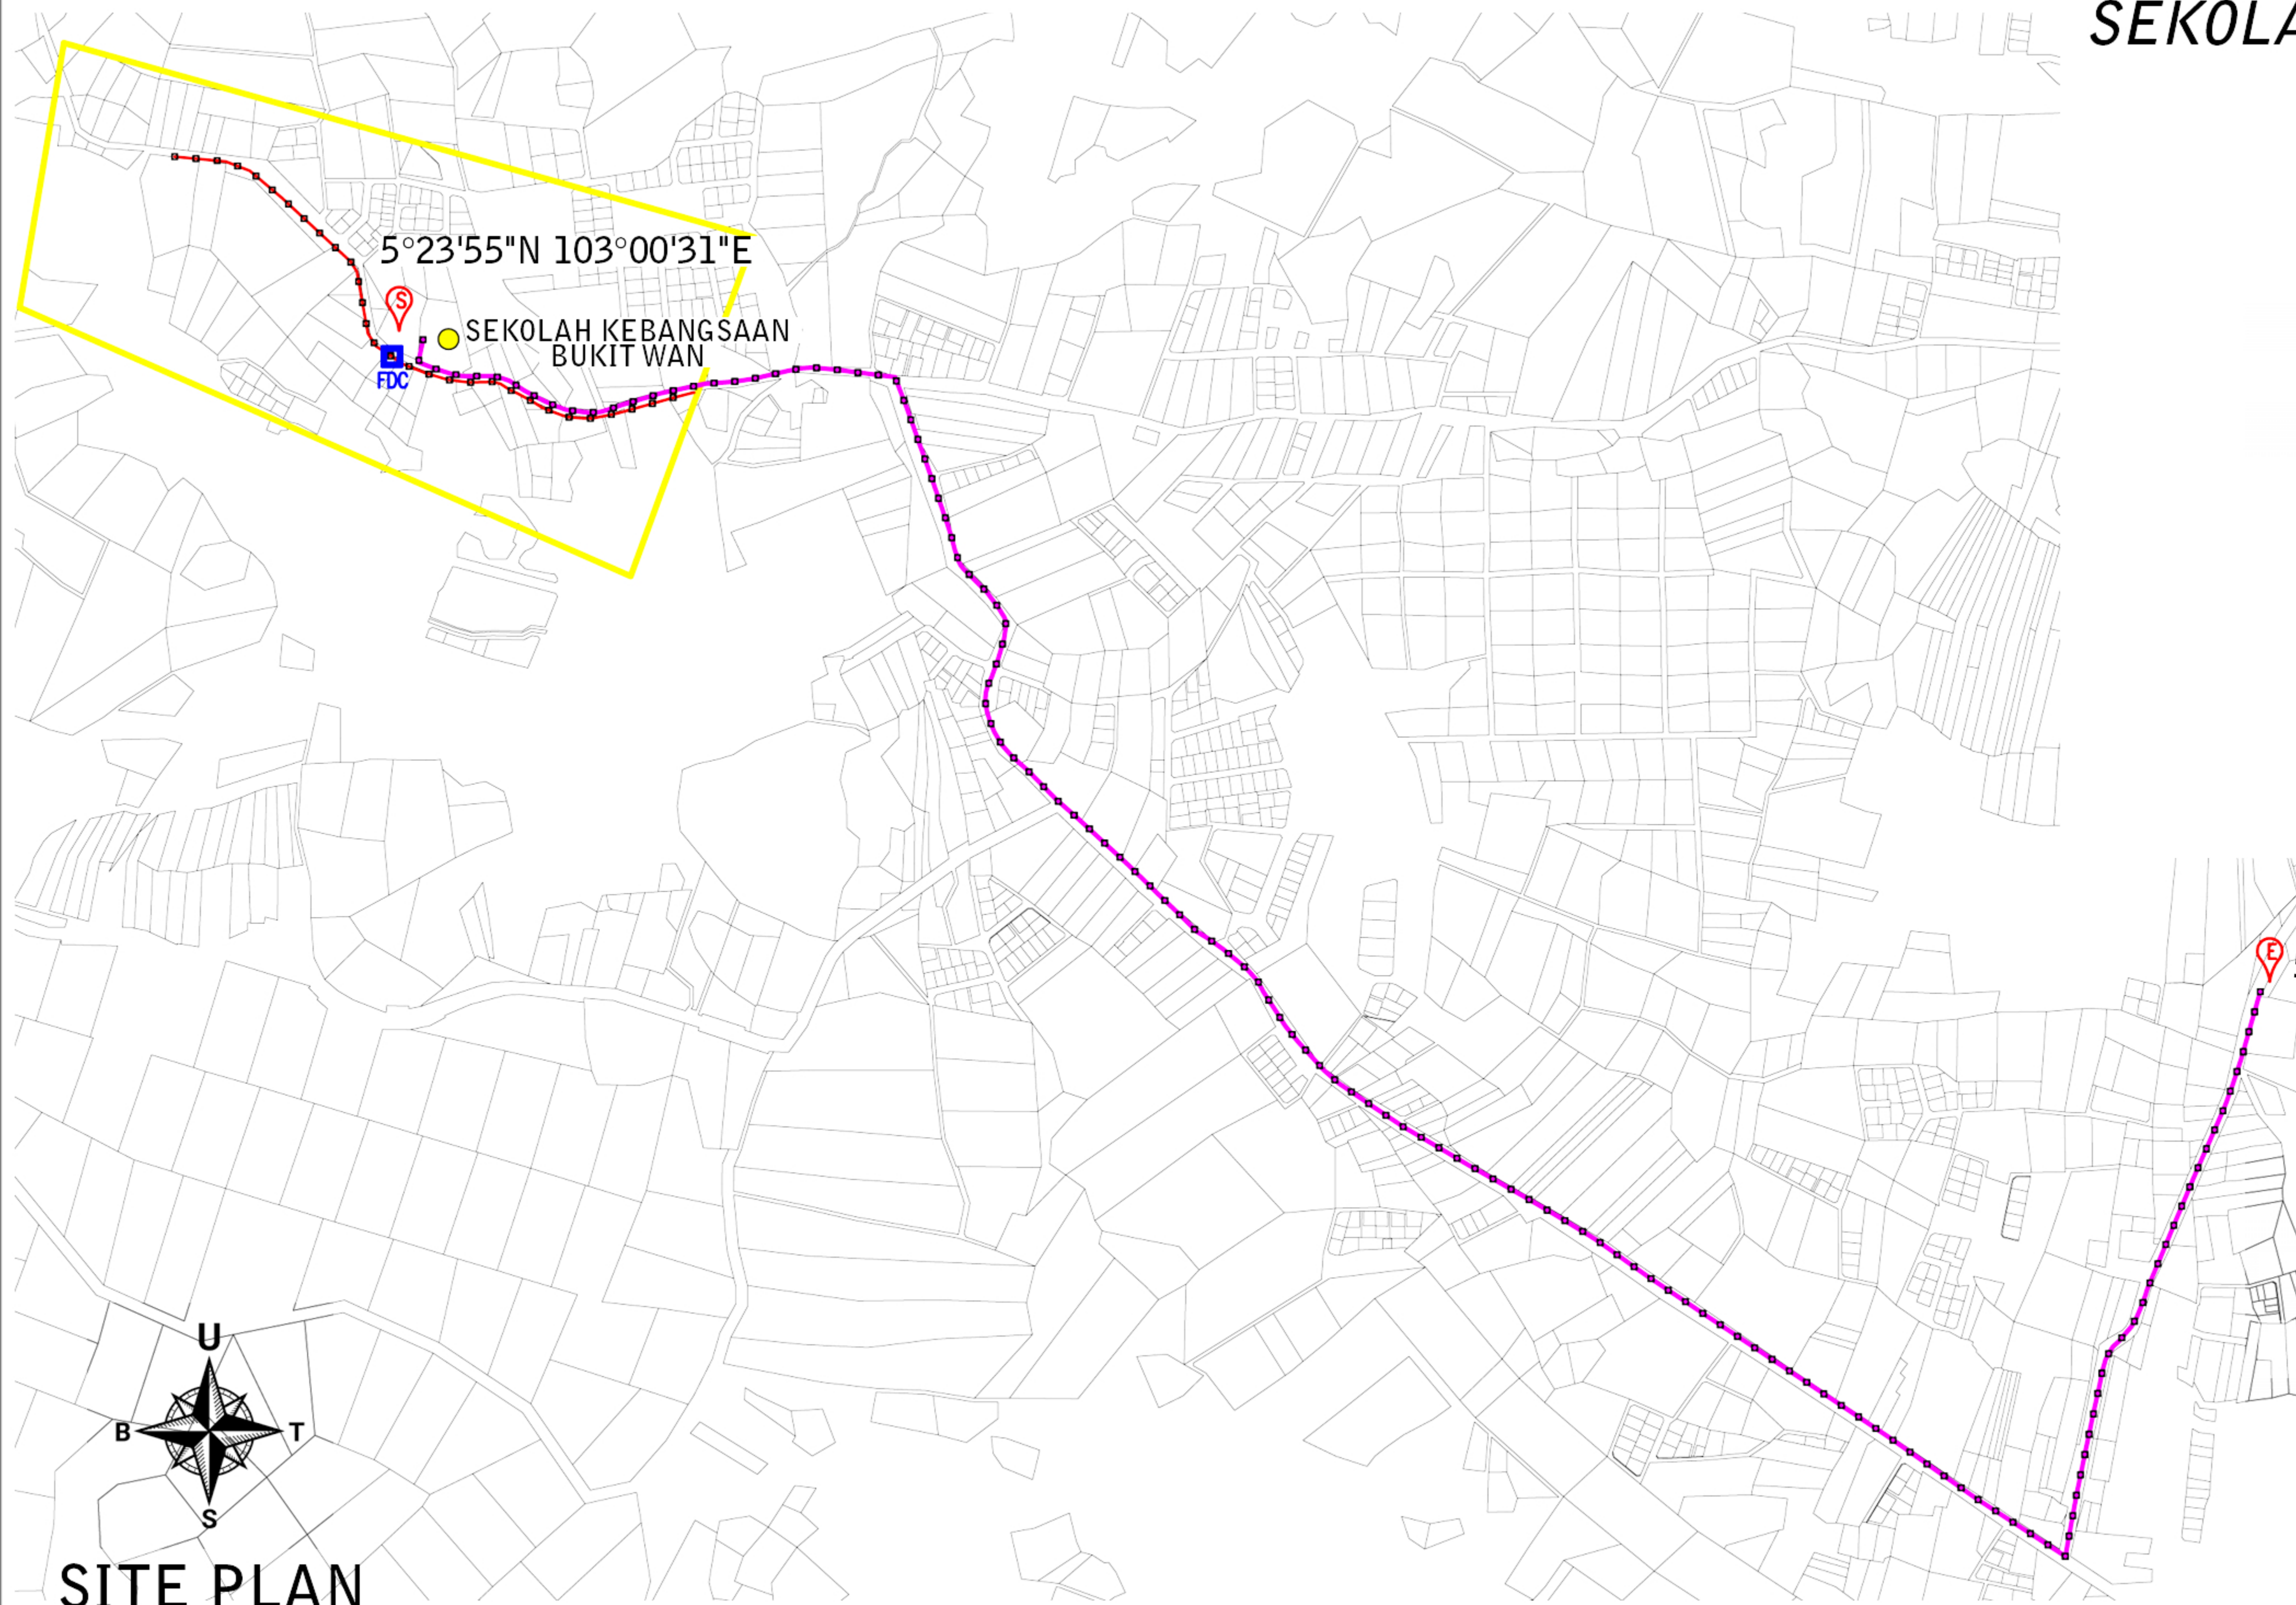 SEKOLA
5°23'55"N 103°00'31"E
S
SEKOLAH KEBANGSAAN
BUKIT WAN
FDC
E
U
B
T
S
SITE PLAN